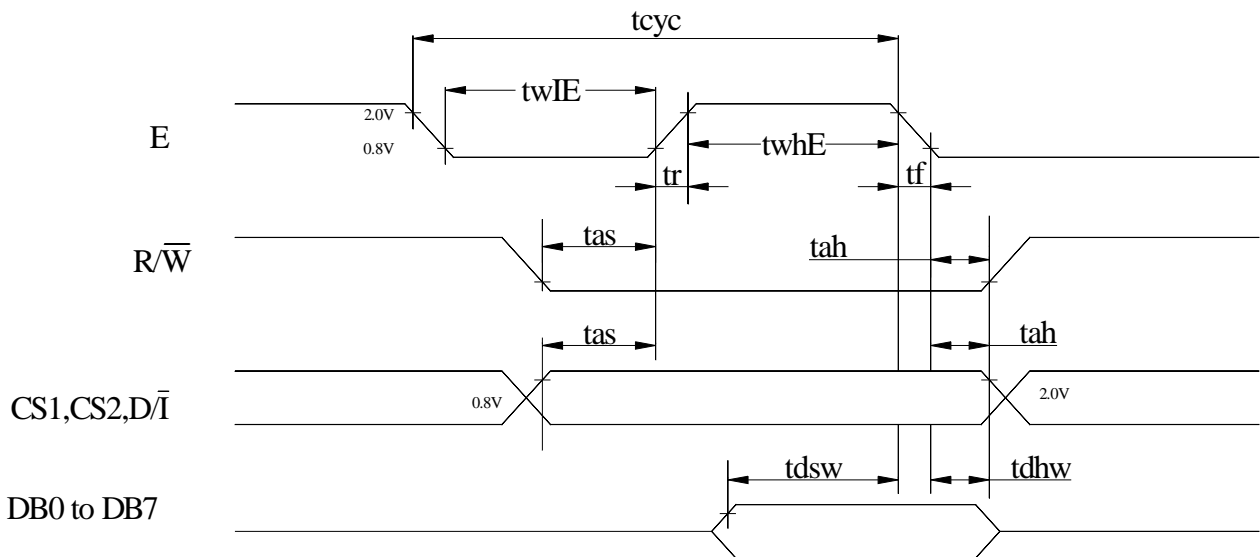 tcyc
twlE
2.0V
E
0.8V
twhE
tr
tf
tas
tah
R/W̅
tas
tah
CS1,CS2,D/I̅
0.8V
2.0V
tdsw
tdhw
DB0 to DB7